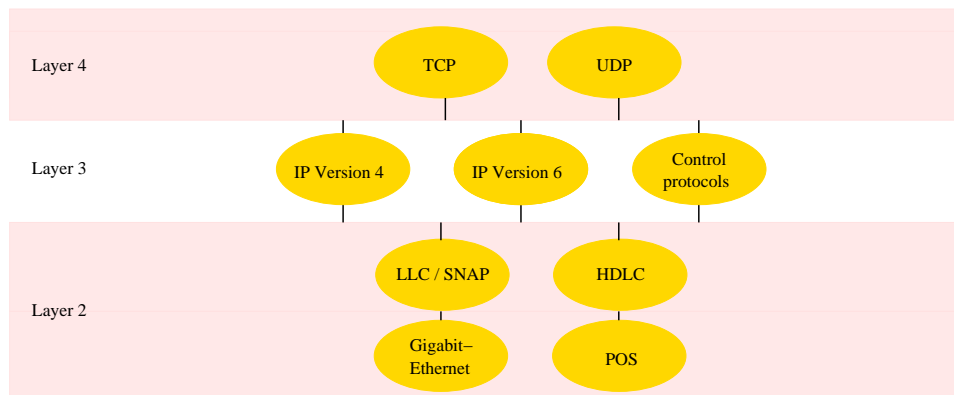 Layer 4
TCP
UDP
Layer 3
IP Version 4
IP Version 6
Control
protocols
Layer 2
LLC / SNAP
HDLC
Gigabit−
Ethernet
POS